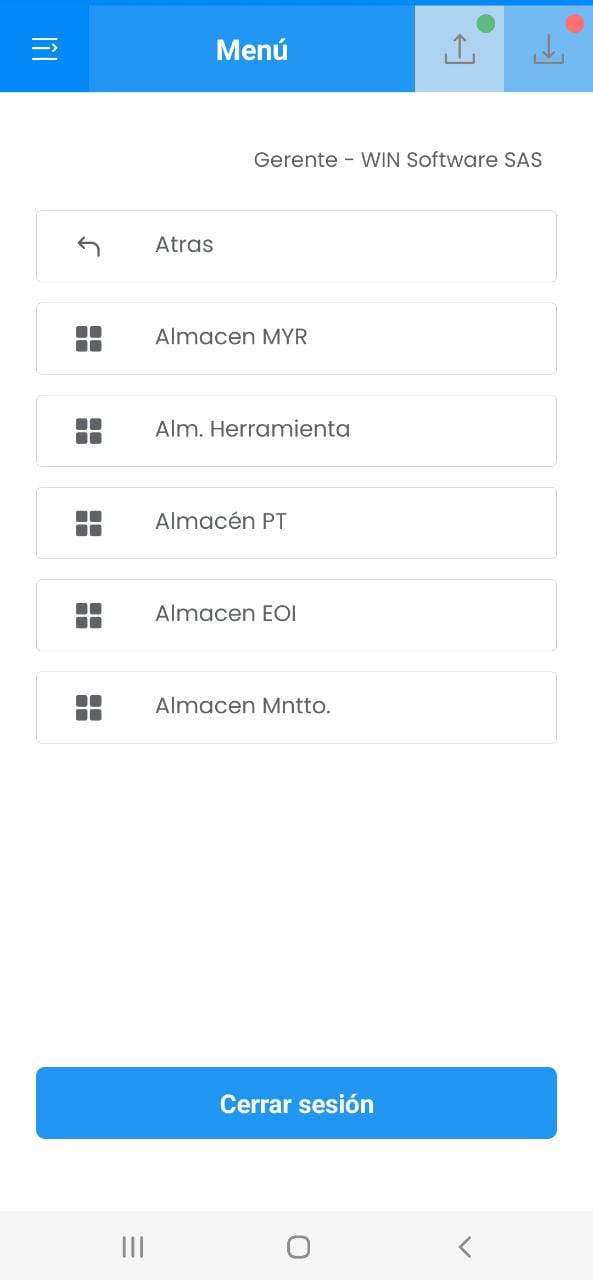 Menú
Gerente - WIN Software SAS
Atras
Almacen MYR
Alm. Herramienta
Almacén PT
Almacen EOI
Almacen Mntto.
Cerrar sesión